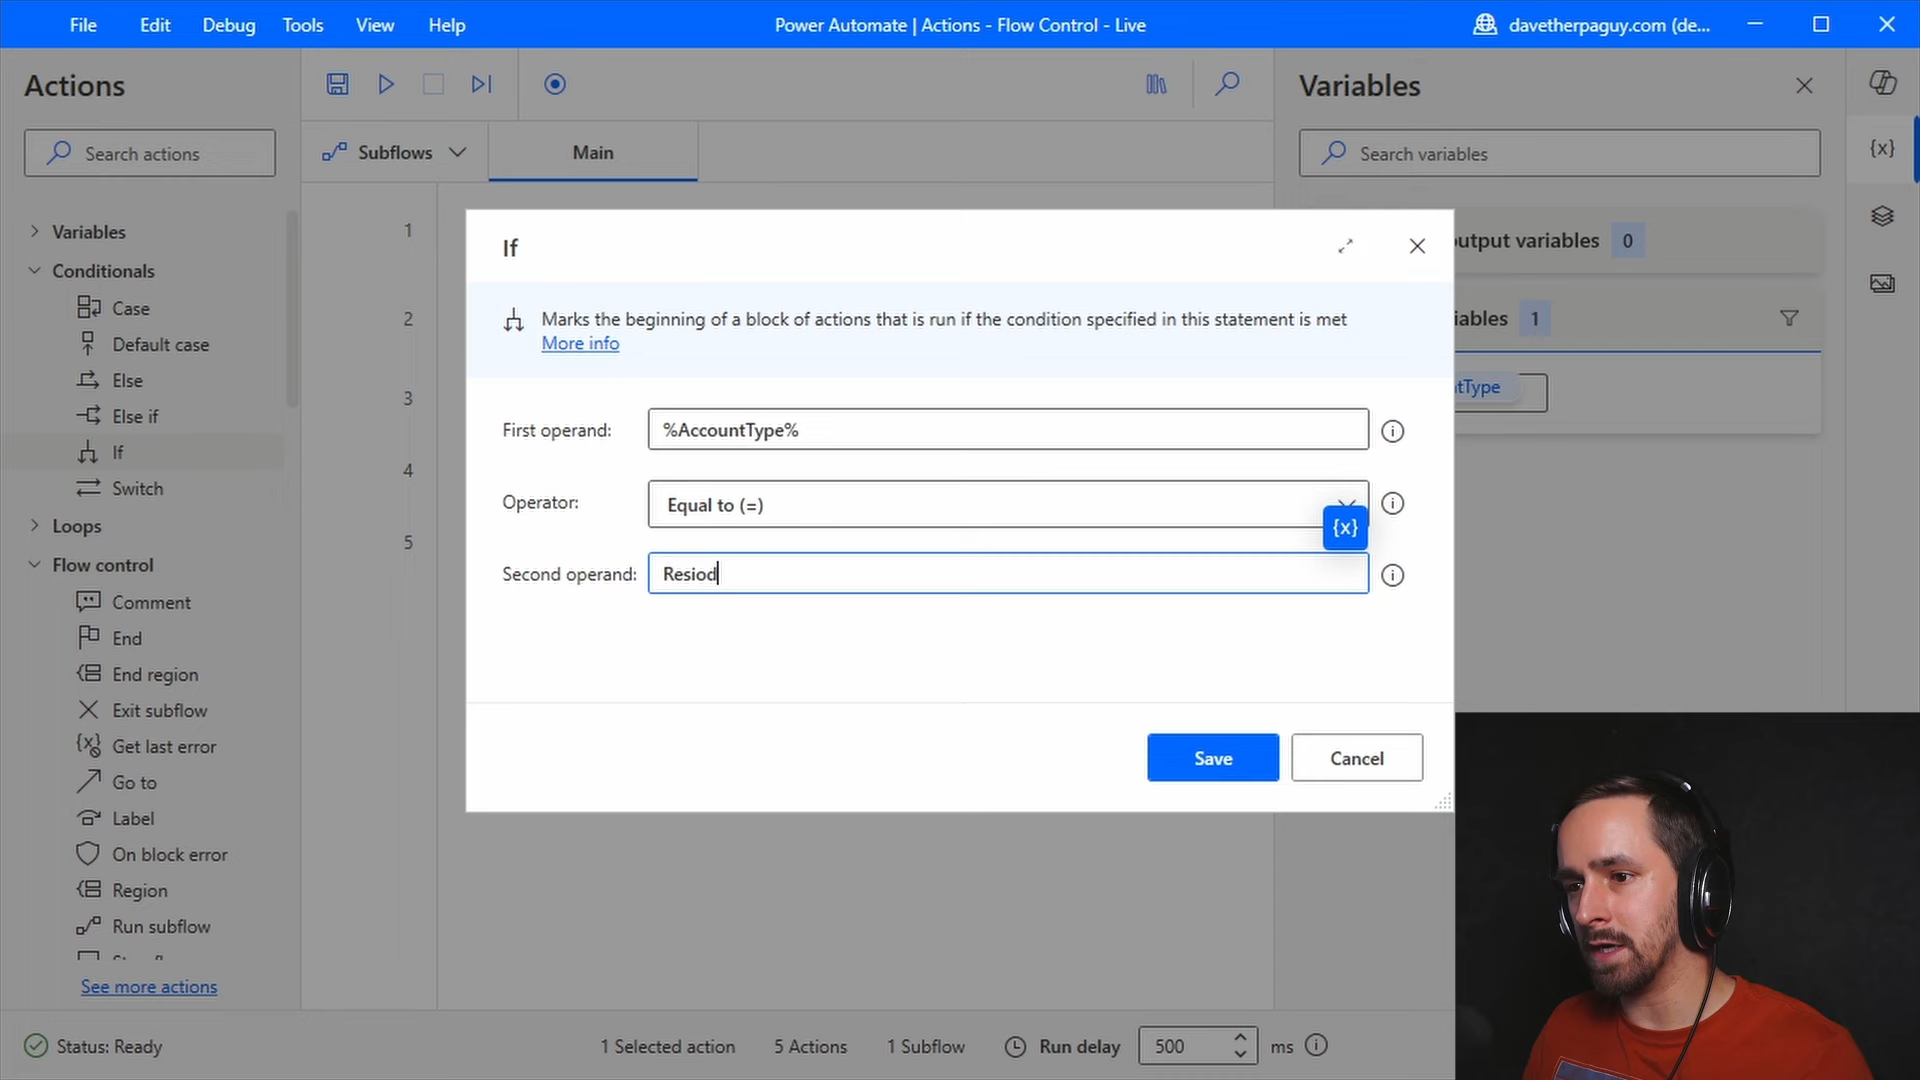 File Edit Debug Tools View Help
Power Automate | Actions - Flow Control - Live
davetherpaguy.com (de...
Actions
Search actions
Variables
Conditionals
Case
Default case
Else
Else if
If
Switch
Loops
Flow control
Comment
End
End region
Exit subflow
Get last error
Go to
Label
On block error
Region
Run subflow
See more actions
Subflows
Main
1
2
3
4
5
If
Marks the beginning of a block of actions that is run if the condition specified in this statement is met
More info
First operand: %AccountType%
Operator: Equal to (=)
{x}
Second operand: Resiod
Save Cancel
Variables
{x}
Search variables
output variables 0
iables 1
tType
Status: Ready
1 Selected action 5 Actions 1 Subflow Run delay 500 ms